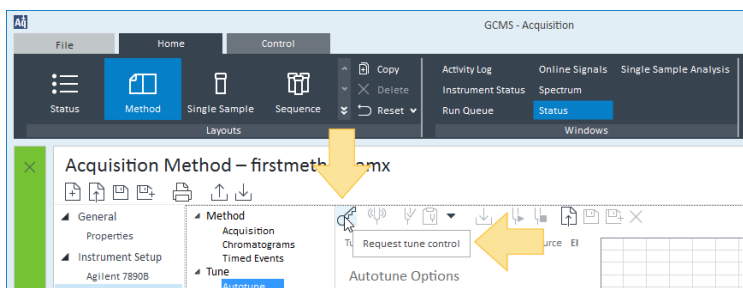 GCMS - Acquisition
File Home Control
Status Method Single Sample Sequence
Copy
Delete
Reset
Layouts
Activity Log Online Signals Single Sample Analysis
Instrument Status Spectrum
Run Queue Status
Windows
Acquisition Method – firstmeth amx
General
Properties
Instrument Setup
Agilent 7890B
Method
Acquisition
Chromatograms
Timed Events
Tune
Autotune
Request tune control
Source EI
Autotune Options